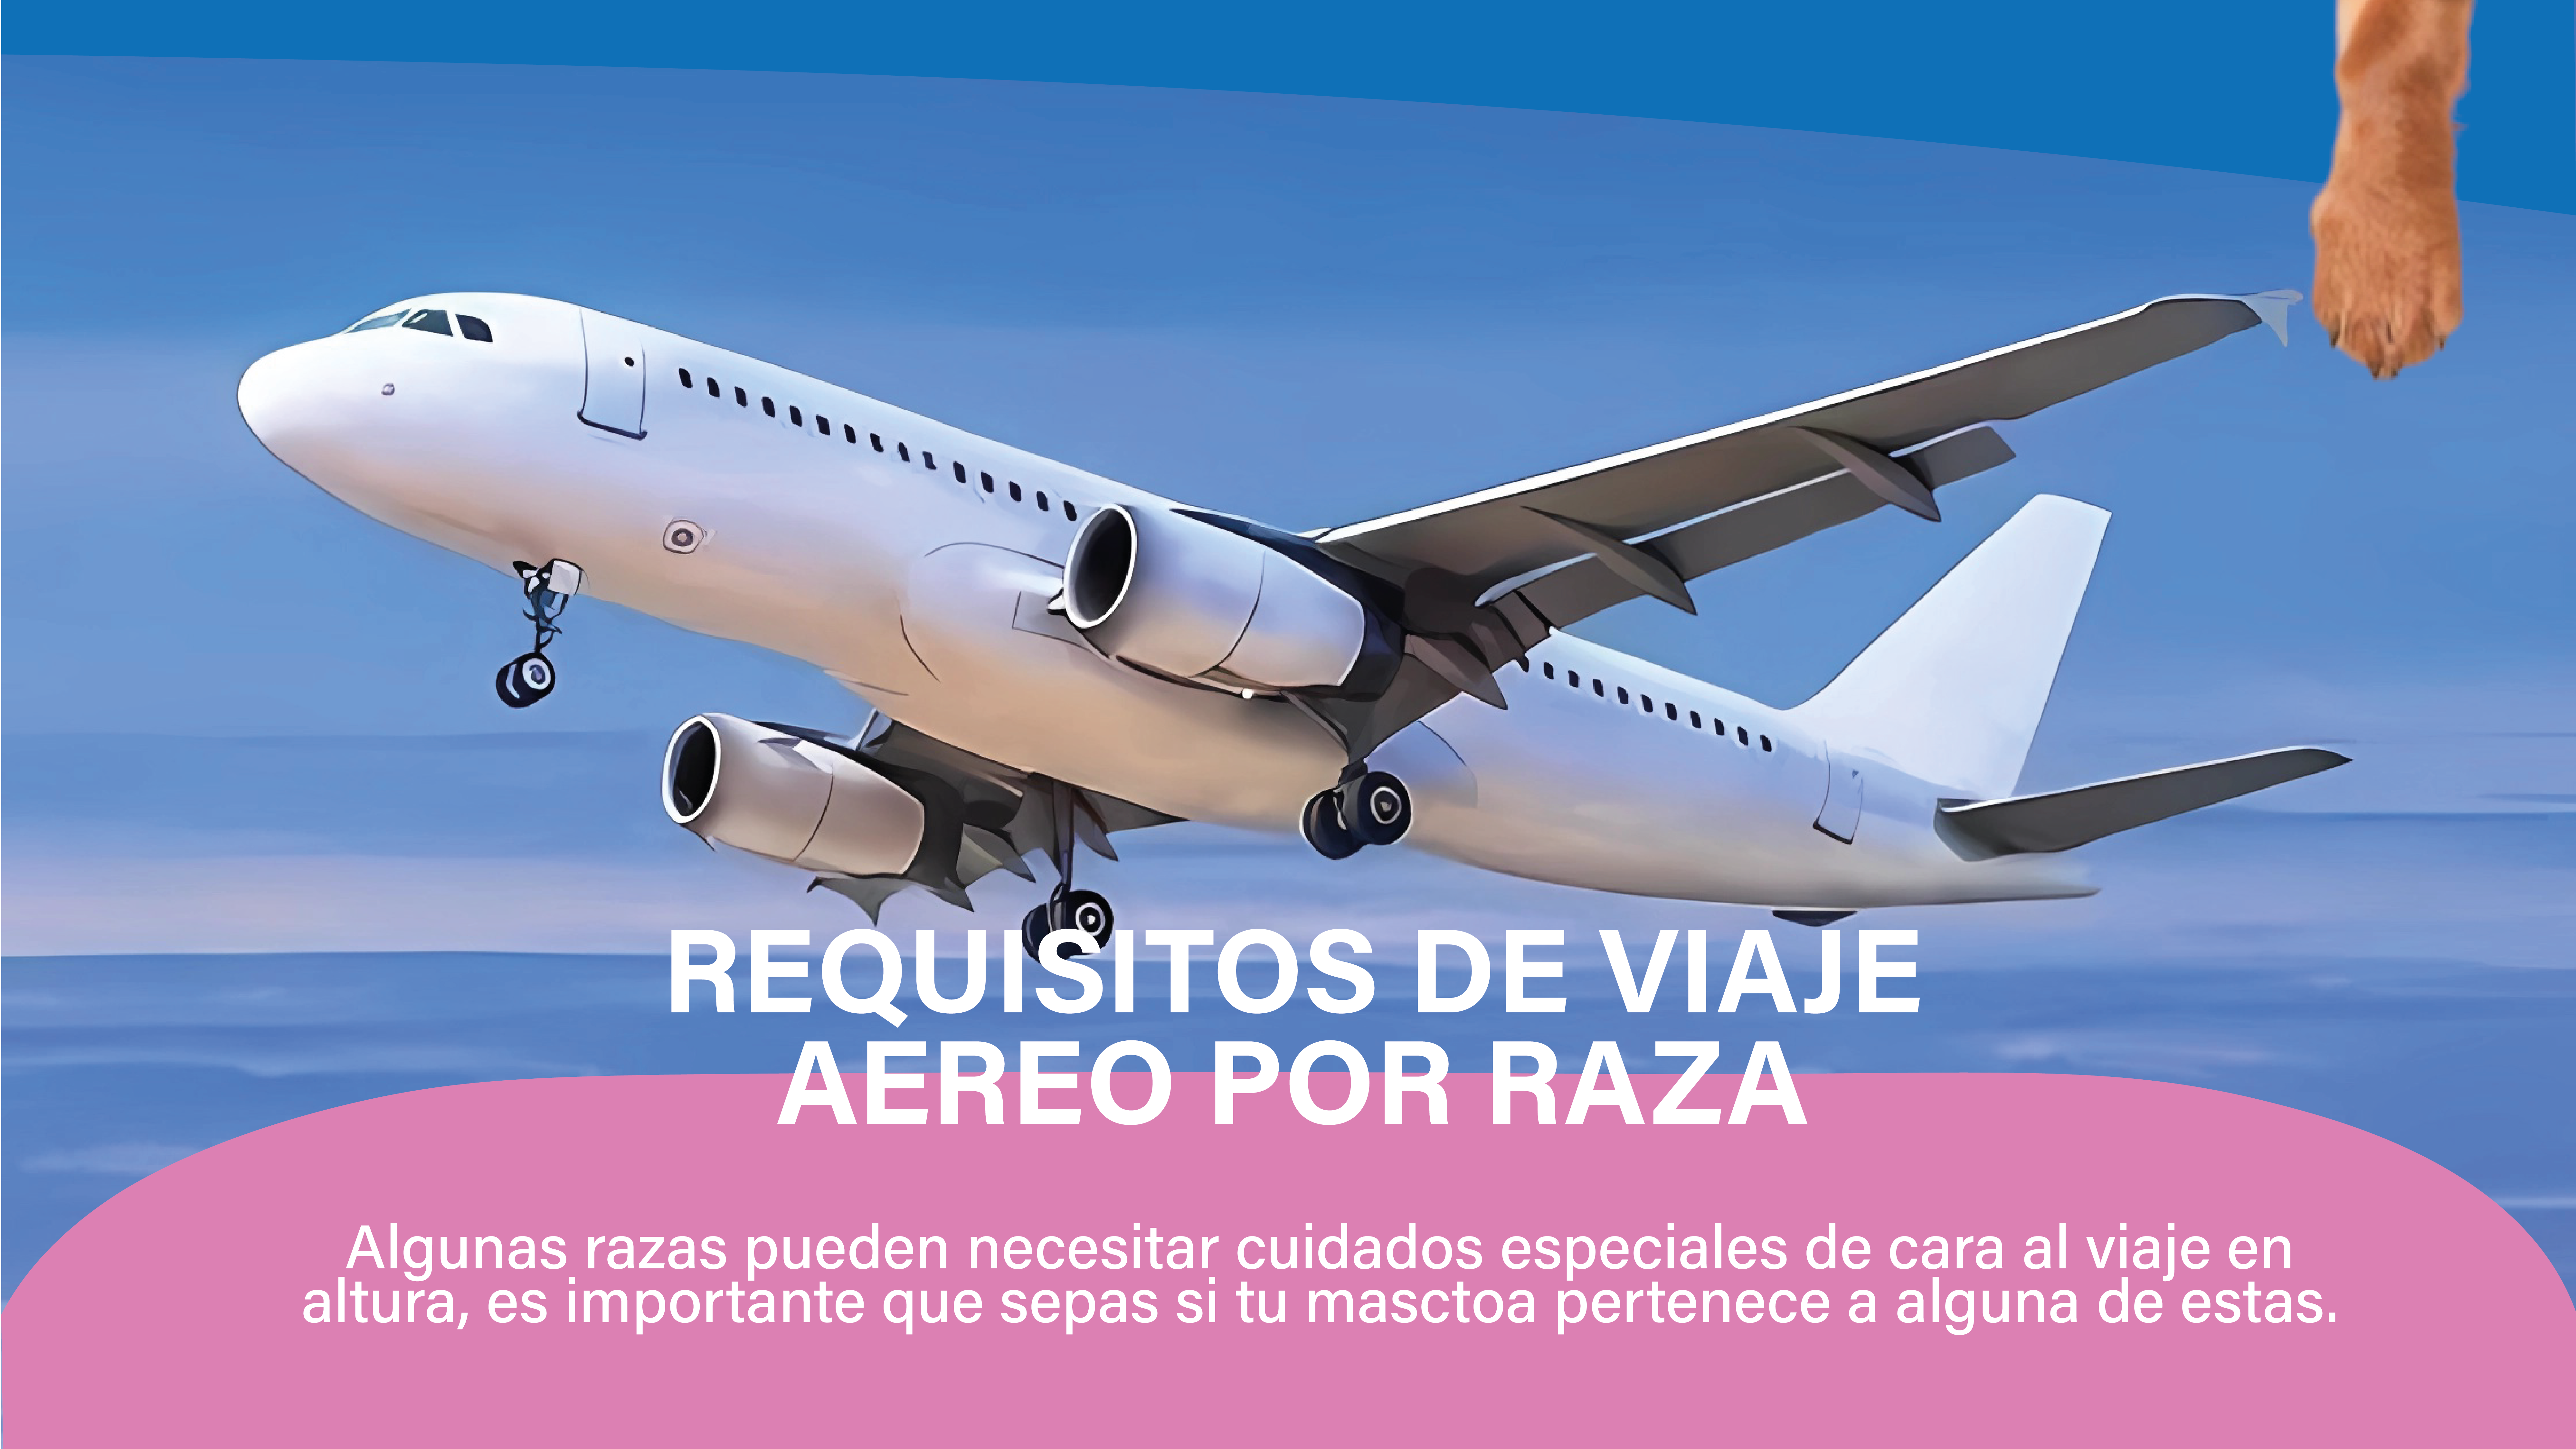 REQUISITOS DE VIAJE
AEREO POR RAZA
Algunas razas pueden necesitar cuidados especiales de cara al viaje en
altura, es importante que sepas si tu masctoa pertenece a alguna de estas.